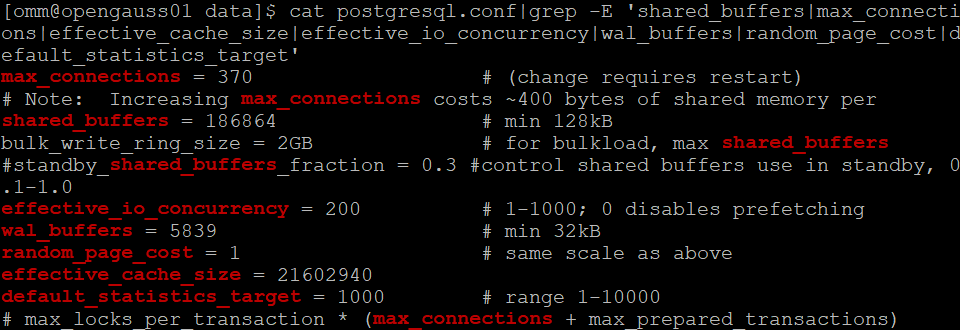 [omm@opengauss01 data]$ cat postgresql.conf|grep -E 'shared_buffers|max_connecti
ons|effective_cache_size|effective_io_concurrency|wal_buffers|random_page_cost|d
efault_statistics_target'
max_connections = 370                   # (change requires restart)
# Note:  Increasing max_connections costs ~400 bytes of shared memory per
shared_buffers = 186864                 # min 128kB
bulk_write_ring_size = 2GB              # for bulkload, max shared_buffers
#standby_shared_buffers_fraction = 0.3 #control shared buffers use in standby, 0
.1-1.0
effective_io_concurrency = 200          # 1-1000; 0 disables prefetching
wal_buffers = 5839                      # min 32kB
random_page_cost = 1                    # same scale as above
effective_cache_size = 21602940
default_statistics_target = 1000        # range 1-10000
# max_locks_per_transaction * (max_connections + max_prepared_transactions)